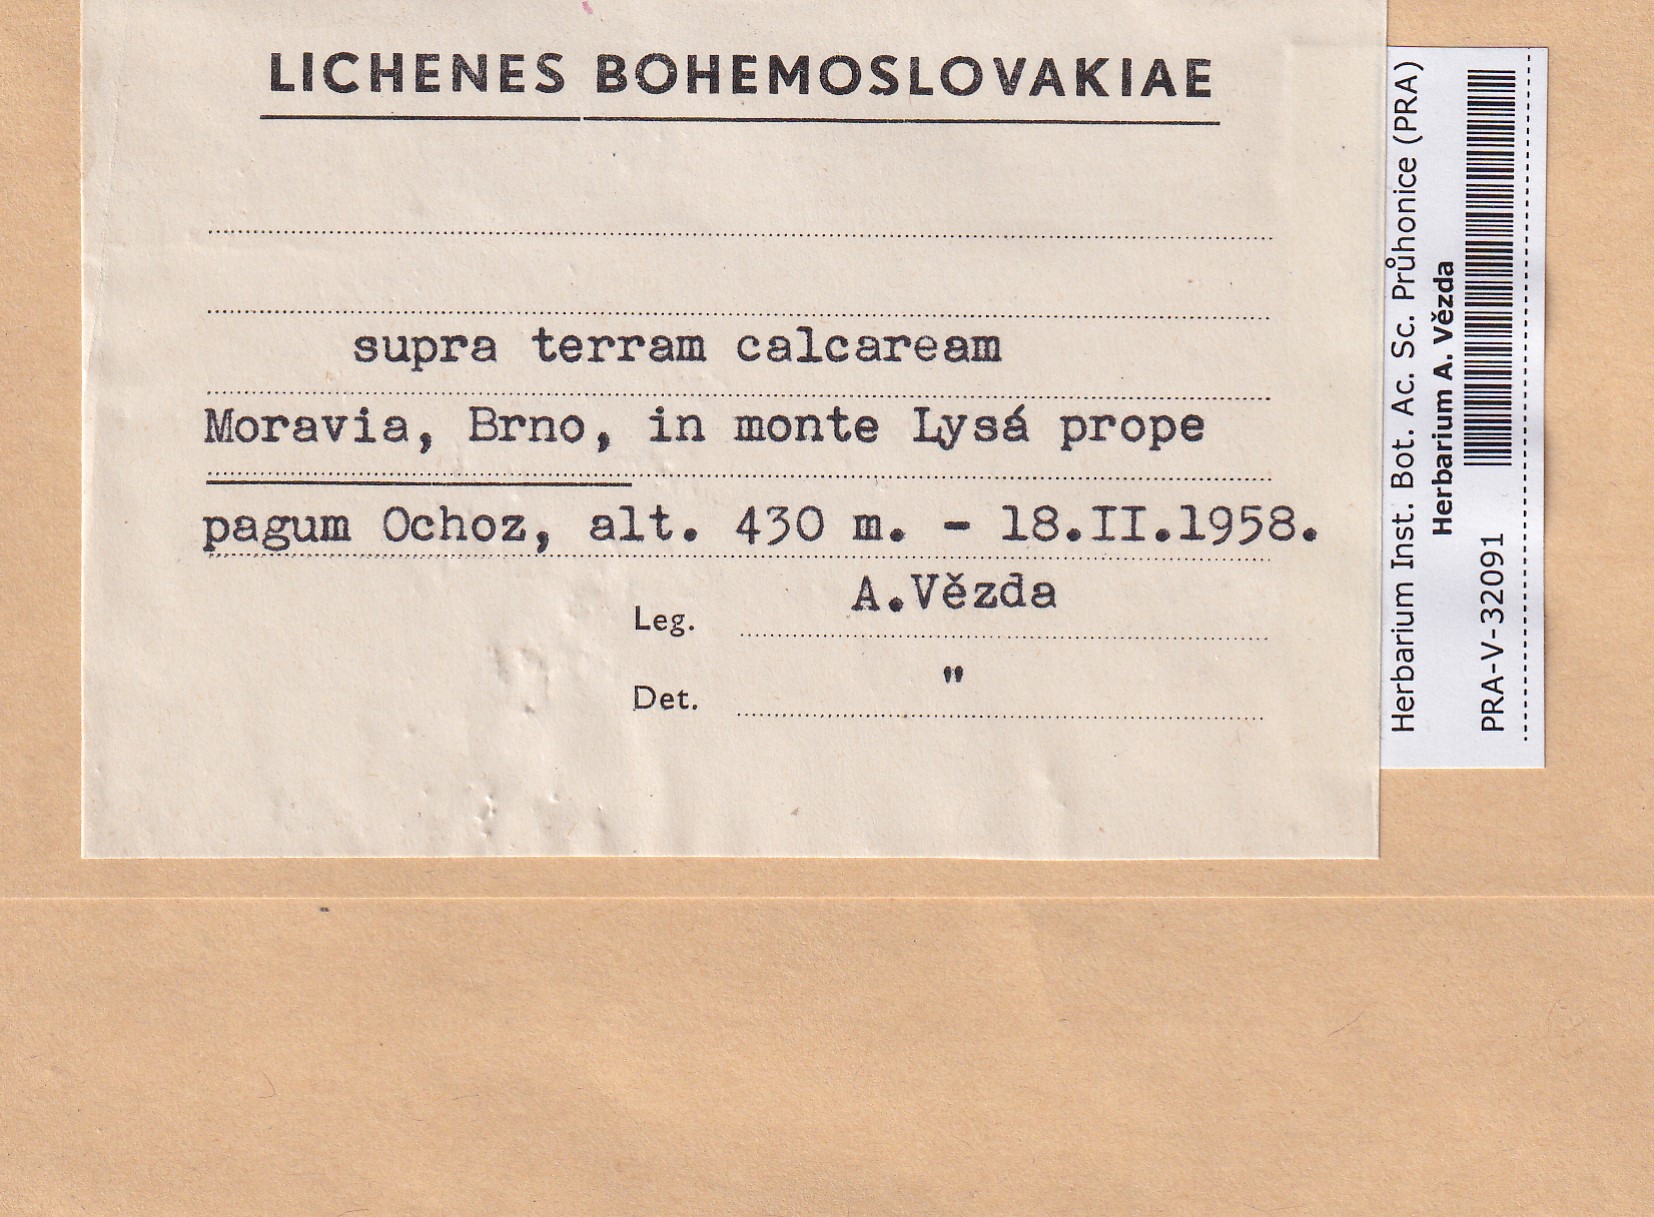 LICHENES BOHEMOSLOVAKIAE
supra terram calcaream
Moravia, Brno, in monte Lysá prope
pagum Ochoz, alt. 430 m. - 18.II.1958.
Leg. A.Vězda
Det. "
Herbarium Inst. Bot. Ac. Sc. Průhonice (PRA)
Herbarium A. Vězda
PRA-V-32091